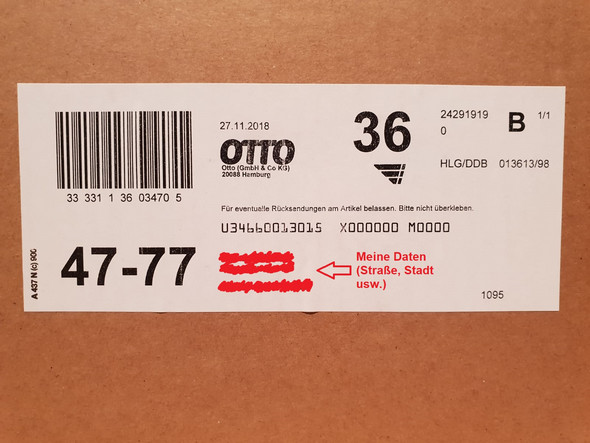 33 331 1 36 03470 5
27.11.2018
OTTO
Otto (GmbH & Co KG)
20088 Hamburg
36
24291919
0
B
1/1
HLG/DDB 013613/98
Für eventuelle Rücksendungen am Artikel belassen. Bitte nicht überkleben.
U34660013015 X000000 M0000
A 437 N (c) 900
47-77
Meine Daten
(Straße, Stadt
usw.)
1095